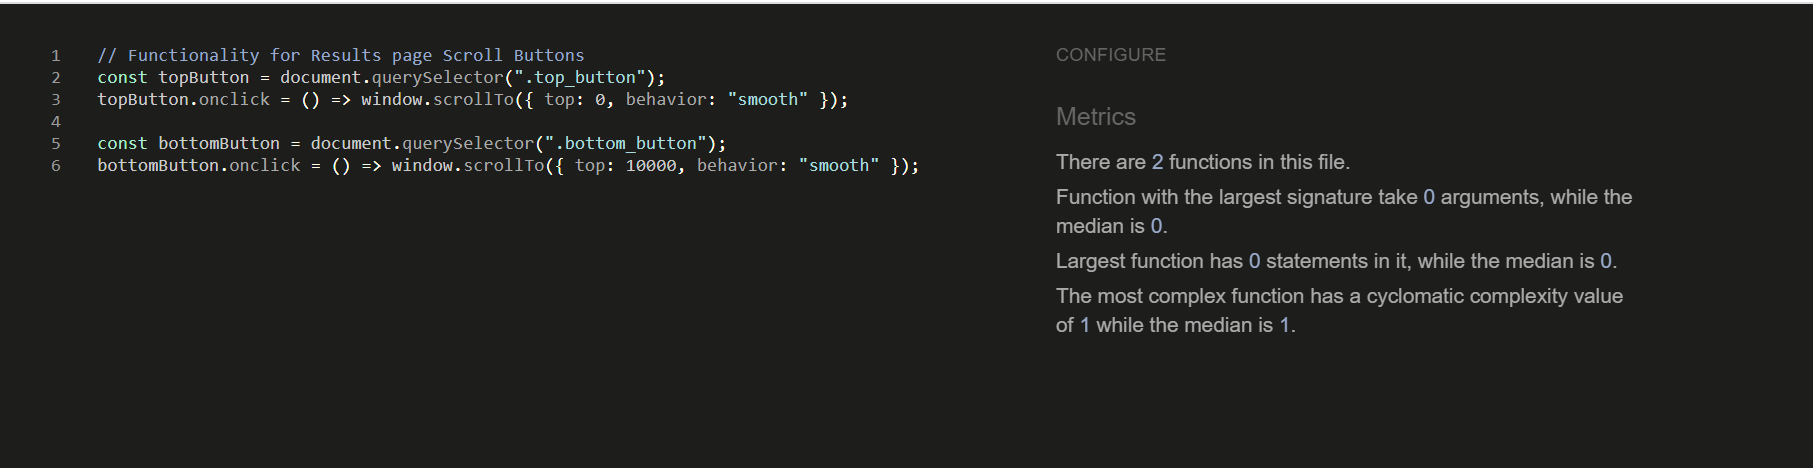 1 // Functionality for Results page Scroll Buttons
2 const topButton = document.querySelector(".top_button");
3 topButton.onclick = () => window.scrollTo({ top: 0, behavior: "smooth" });
4
5 const bottomButton = document.querySelector(".bottom_button");
6 bottomButton.onclick = () => window.scrollTo({ top: 10000, behavior: "smooth" });
CONFIGURE
Metrics
There are 2 functions in this file.
Function with the largest signature take 0 arguments, while the
median is 0.
Largest function has 0 statements in it, while the median is 0.
The most complex function has a cyclomatic complexity value
of 1 while the median is 1.